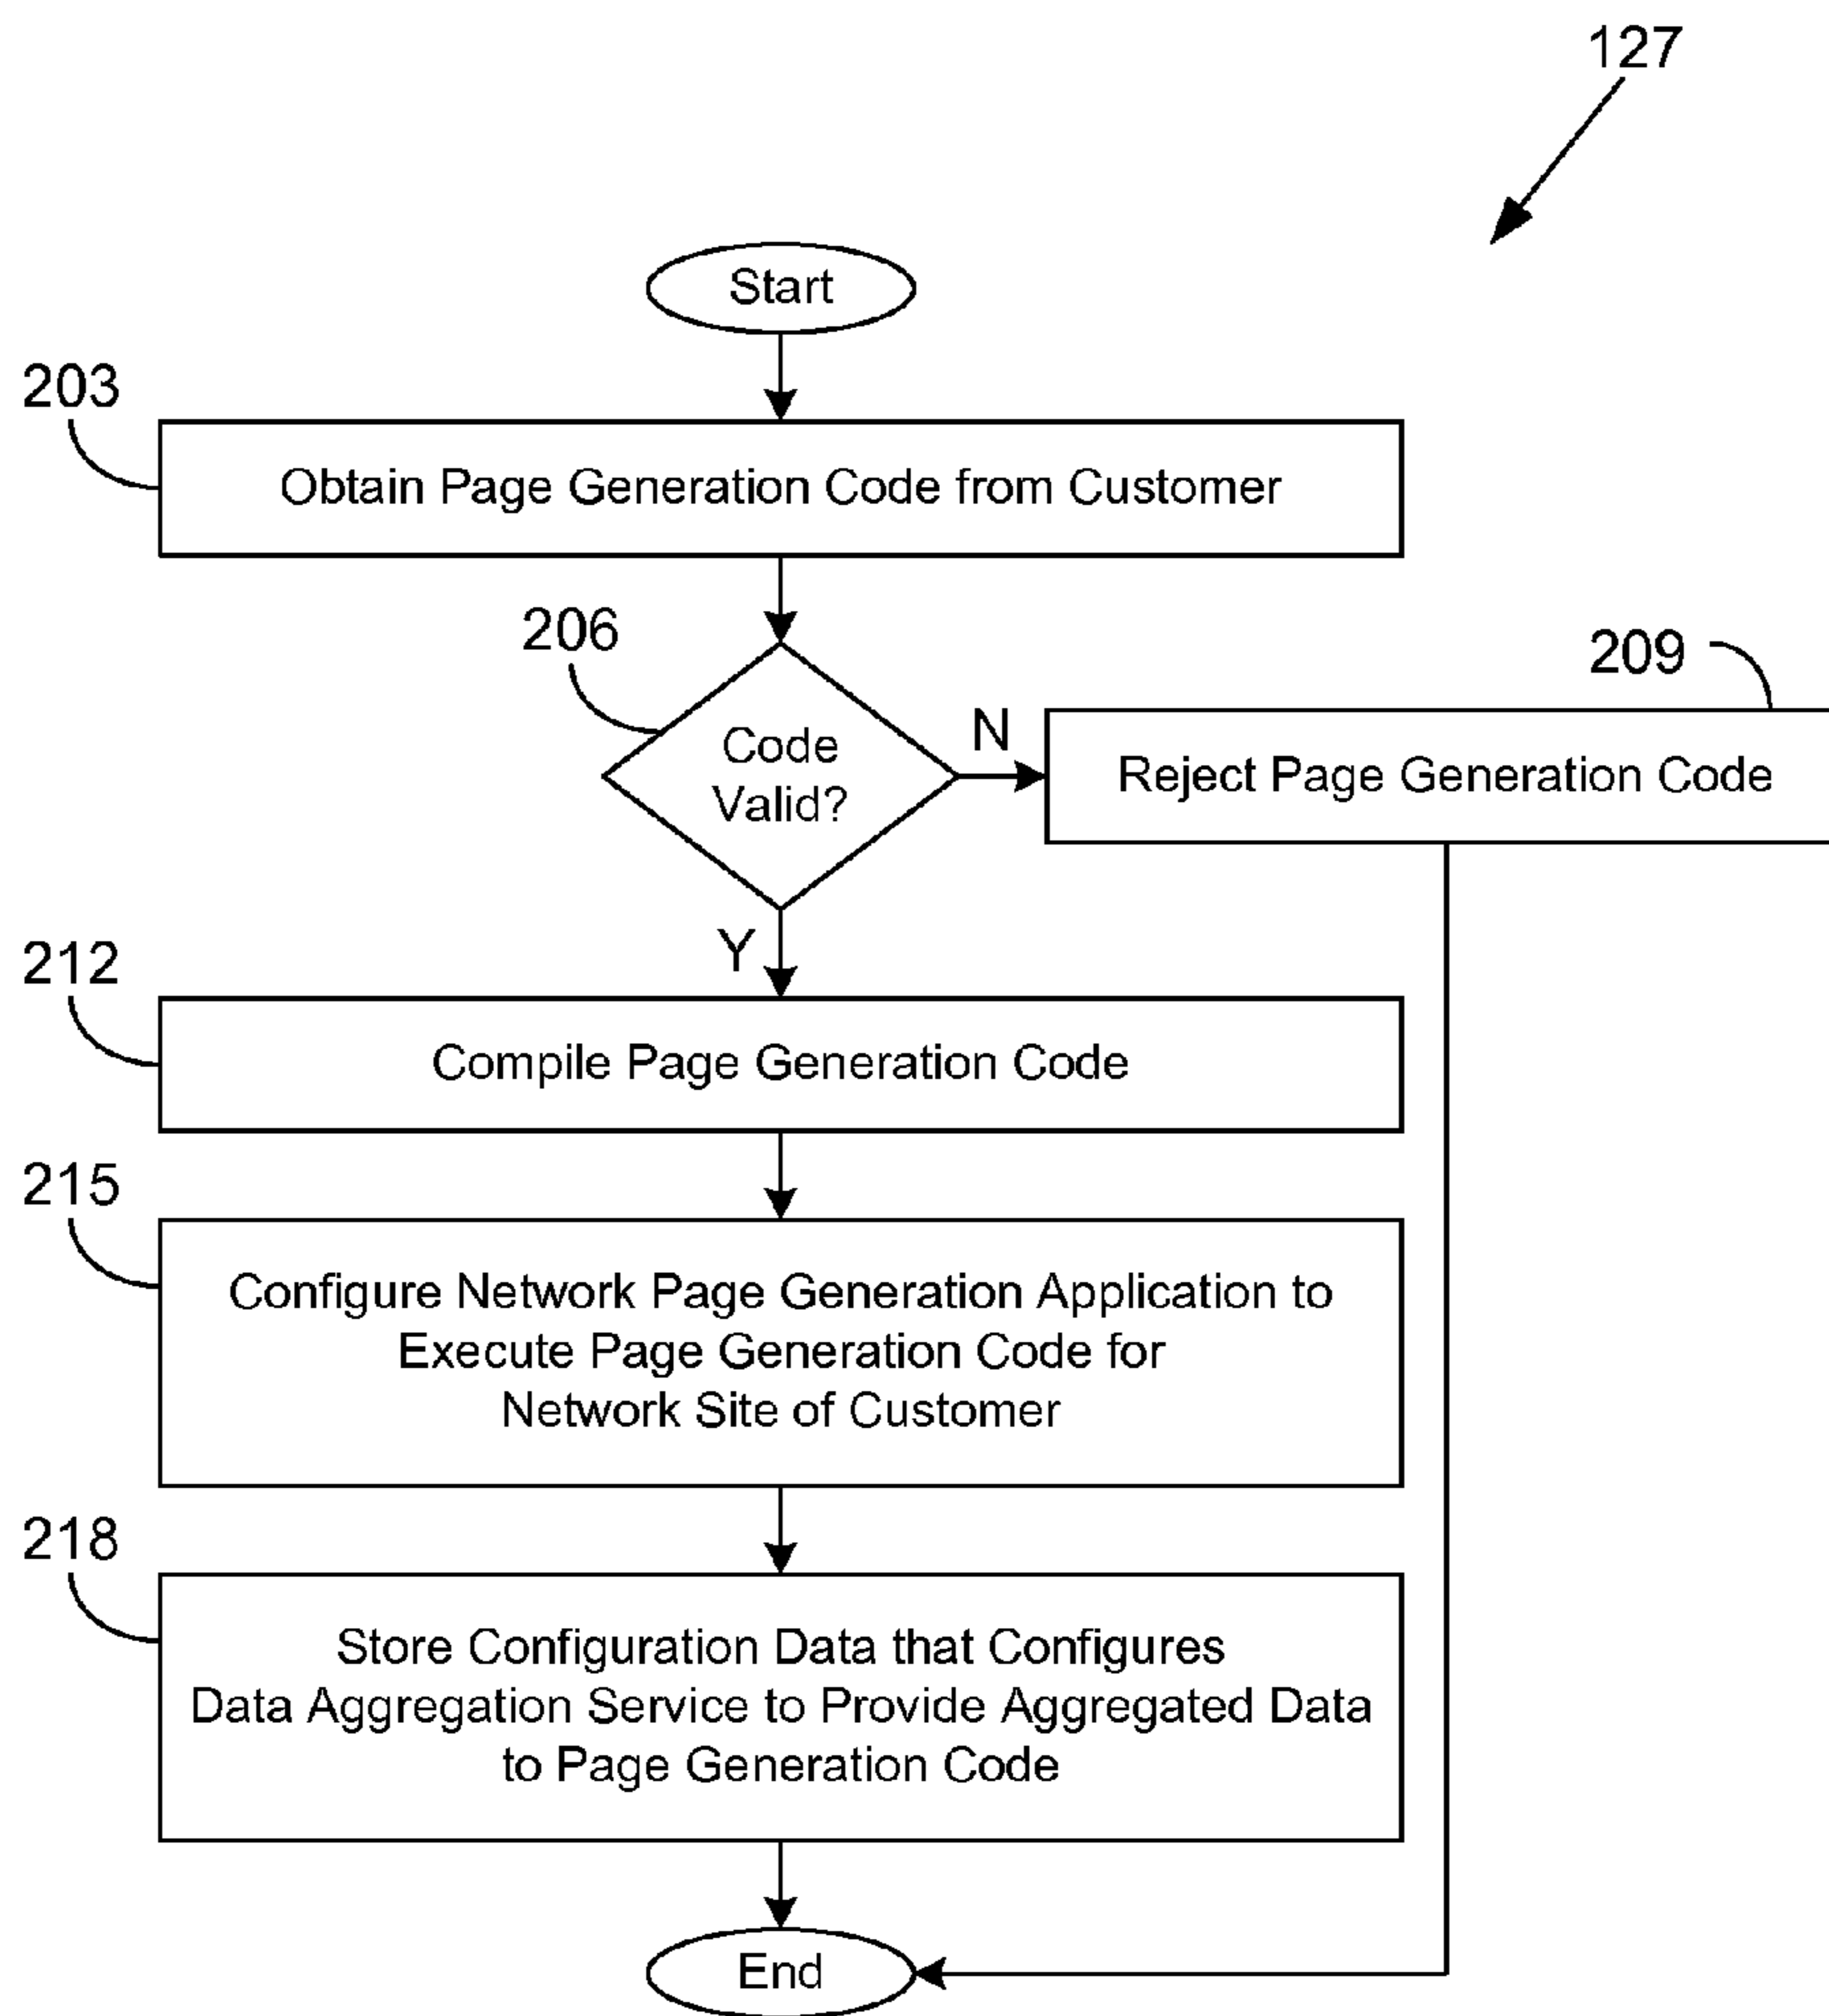 127
Start
203
Obtain Page Generation Code from Customer
206
Code
Valid?
N
209
Reject Page Generation Code
Y
212
Compile Page Generation Code
215
Configure Network Page Generation Application to
Execute Page Generation Code for
Network Site of Customer
218
Store Configuration Data that Configures
Data Aggregation Service to Provide Aggregated Data
to Page Generation Code
End